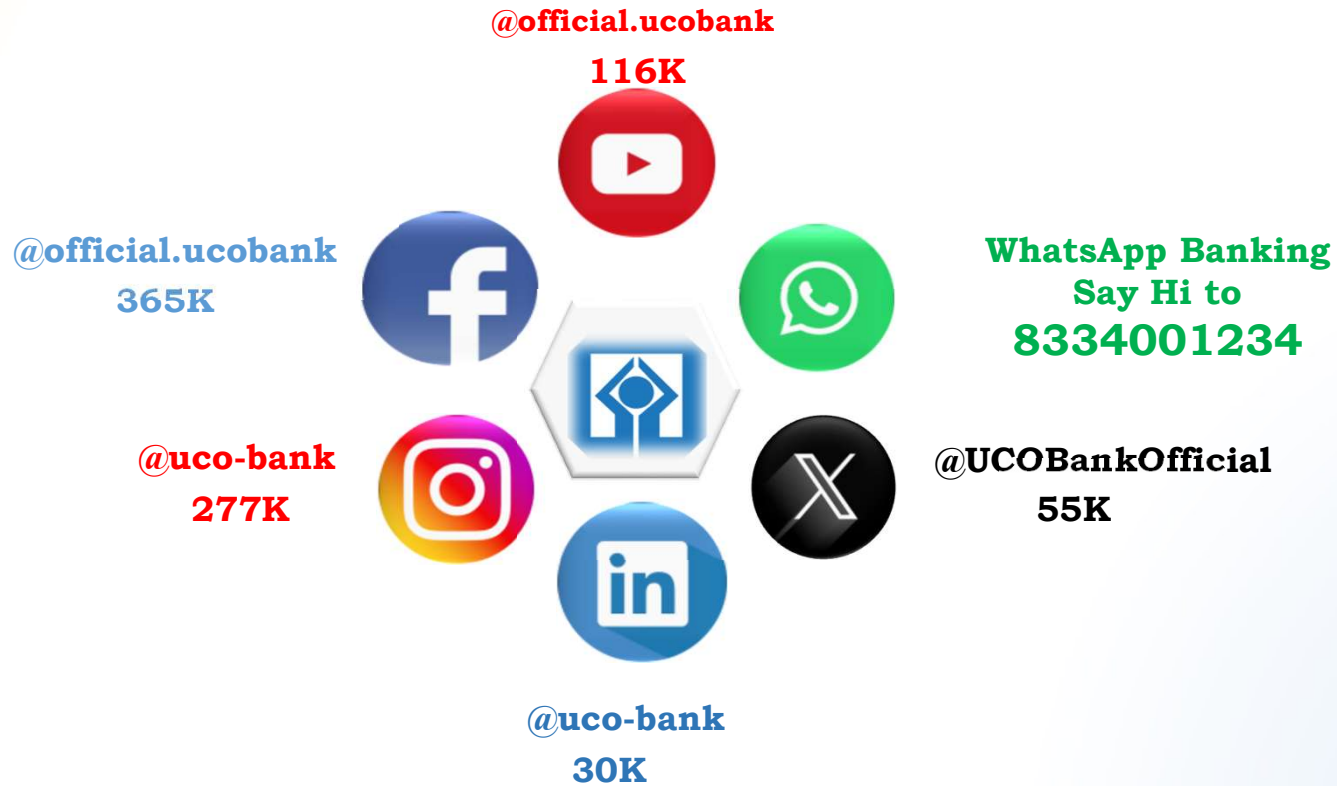 @official.ucobank
116K
@official.ucobank
365K
WhatsApp Banking
Say Hi to
8334001234
@uco-bank
277K
@UCOBankOfficial
55K
in
@uco-bank
30K